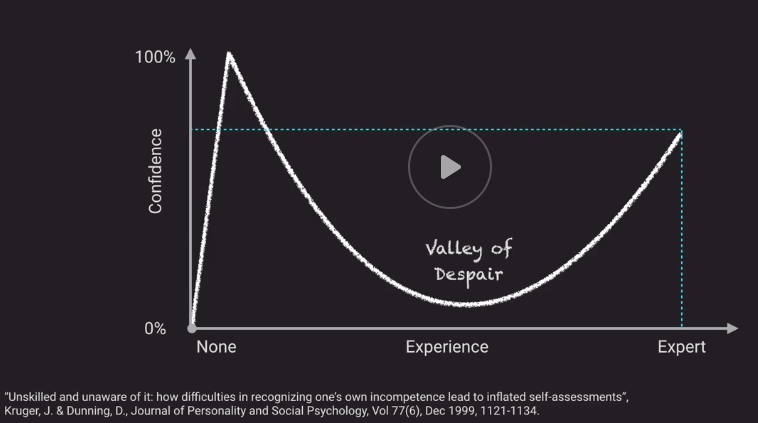 100%
Confidence
Valley of
Despair
0%
None Experience Expert
“Unskilled and unaware of it: how difficulties in recognizing one's own incompetence lead to inflated self-assessments”,
Kruger, J. & Dunning, D., Journal of Personality and Social Psychology, Vol 77(6), Dec 1999, 1121-1134.